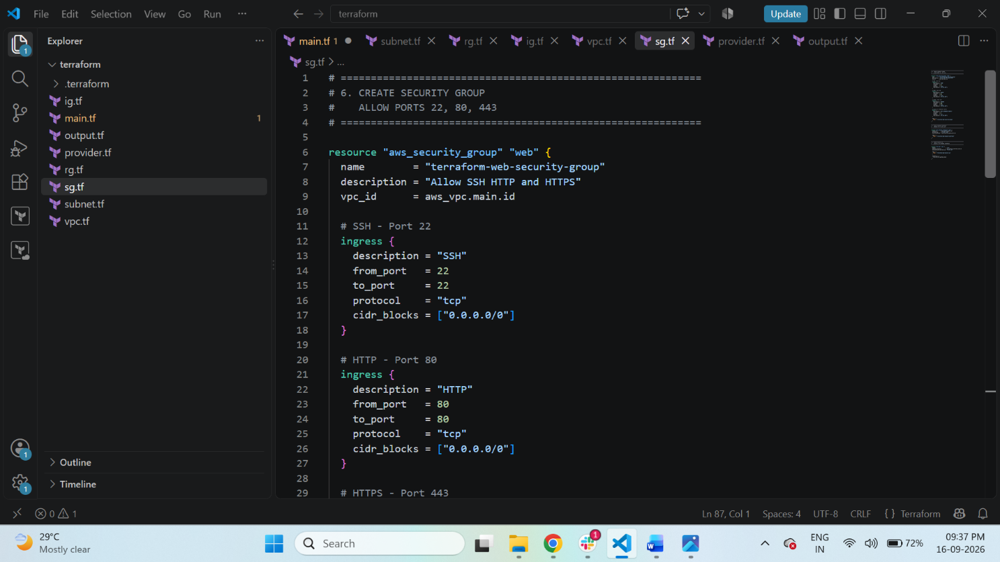 File Edit Selection View Go Run ··· terraform Update
Explorer ···
terraform
.terraform
ig.tf
main.tf 1
output.tf
provider.tf
rg.tf
sg.tf
subnet.tf
vpc.tf
Outline
Timeline
1
1
1
main.tf 1 subnet.tf rg.tf ig.tf vpc.tf sg.tf provider.tf output.tf
sg.tf > ...
1 # ============================================================
2 # 6. CREATE SECURITY GROUP
3 #    ALLOW PORTS 22, 80, 443
4 # ============================================================
5
6 resource "aws_security_group" "web" {
7   name        = "terraform-web-security-group"
8   description = "Allow SSH HTTP and HTTPS"
9   vpc_id      = aws_vpc.main.id
10
11   # SSH - Port 22
12   ingress {
13     description = "SSH"
14     from_port   = 22
15     to_port     = 22
16     protocol    = "tcp"
17     cidr_blocks = ["0.0.0.0/0"]
18   }
19
20   # HTTP - Port 80
21   ingress {
22     description = "HTTP"
23     from_port   = 80
24     to_port     = 80
25     protocol    = "tcp"
26     cidr_blocks = ["0.0.0.0/0"]
27   }
28
29   # HTTPS - Port 443
0 1 Ln 87, Col 1 Spaces: 4 UTF-8 CRLF { } Terraform
29°C
Mostly clear
Search
1
ENG
IN
72%
09:37 PM
16-09-2026